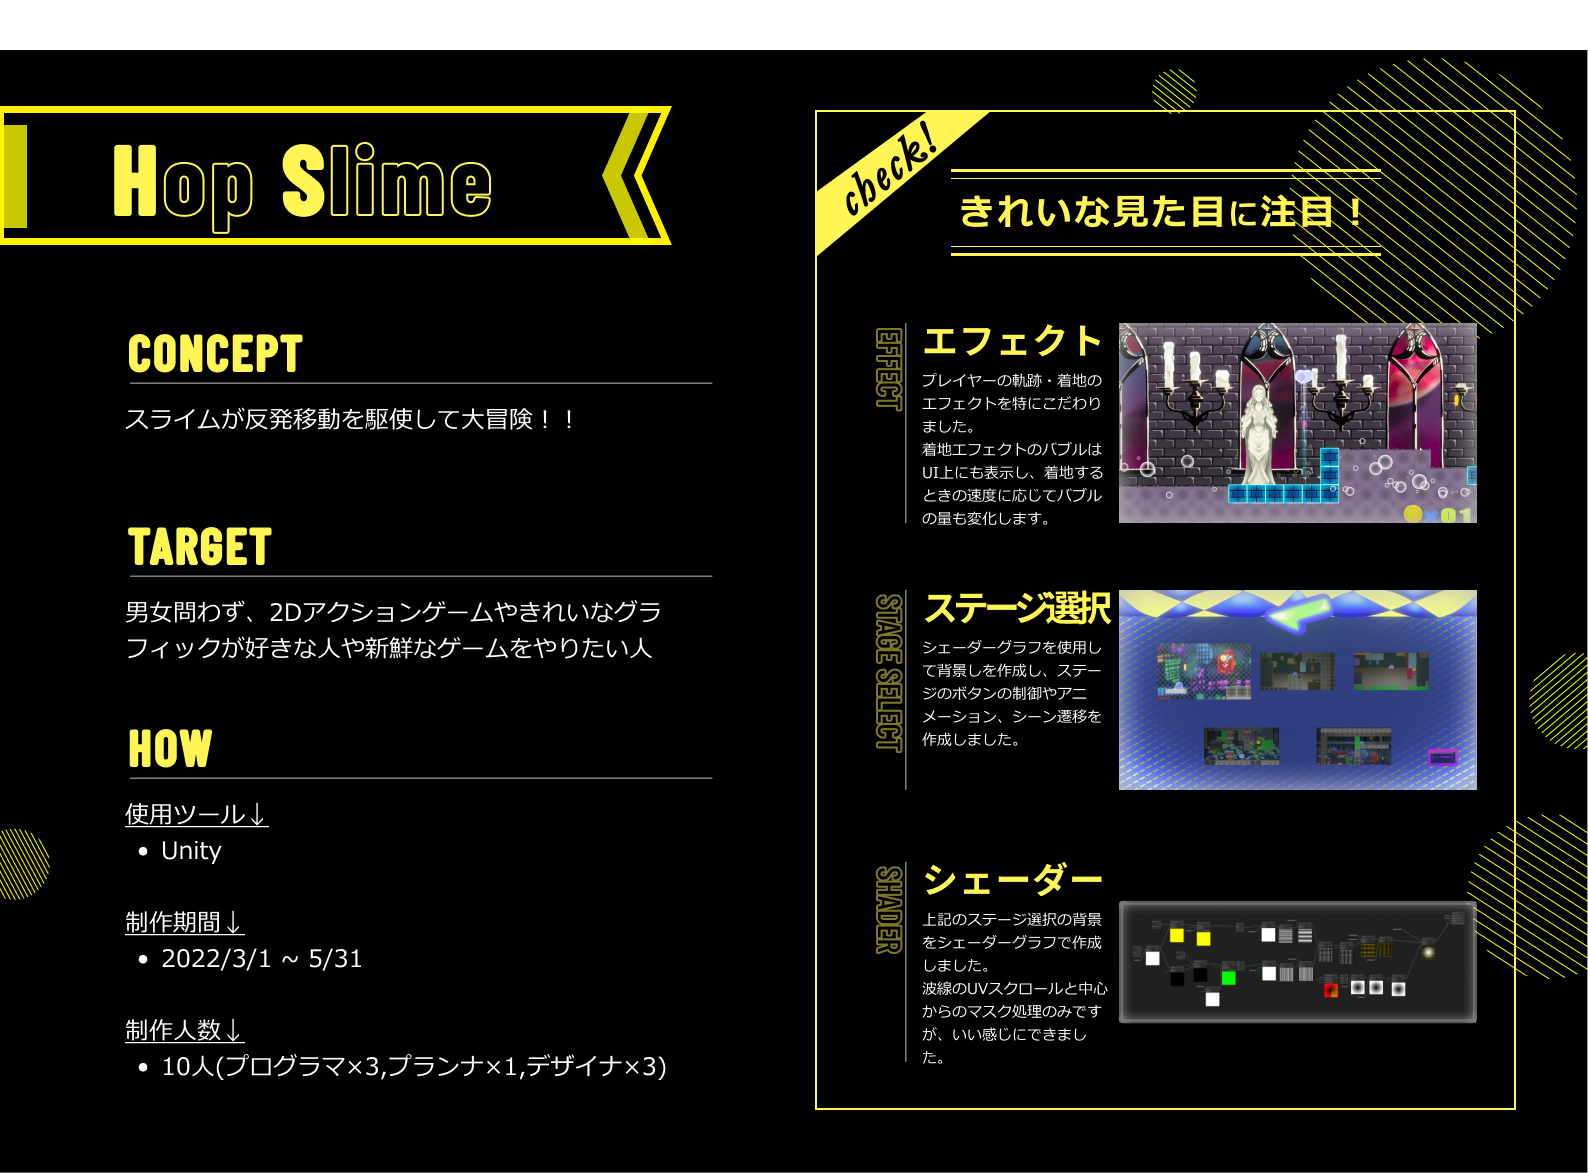 Hop Slime
CONCEPT
スライムが反発移動を駆使して大冒険！！
TARGET
男女問わず、2Dアクションゲームやきれいなグラ
フィックが好きな人や新鮮なゲームをやりたい人
HOW
使用ツール↓
• Unity
制作期間↓
• 2022/3/1 ~ 5/31
制作人数↓
• 10人(プログラマ×3,プランナ×1,デザイナ×3)
check!
きれいな見た目に注目！
EFFECT
エフェクト
プレイヤーの軌跡・着地の
エフェクトを特にこだわり
ました。
着地エフェクトのバブルは
UI上にも表示し、着地する
ときの速度に応じてバブル
の量も変化します。
×01
STAGE SELECT
ステージ選択
シェーダーグラフを使用し
て背景しを作成し、ステー
ジのボタンの制御やアニ
メーション、シーン遷移を
作成しました。
SHADER
シェーダー
上記のステージ選択の背景
をシェーダーグラフで作成
しました。
波線のUVスクロールと中心
からのマスク処理のみです
が、いい感じにできまし
た。